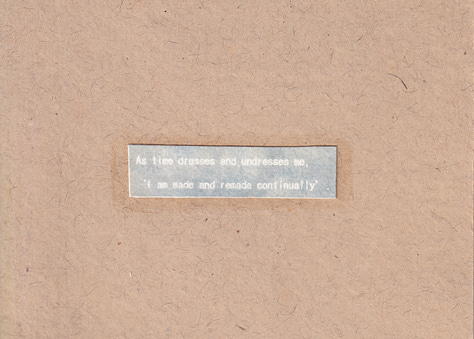 As time dresses and undresses me,
'i am made and remade continually'